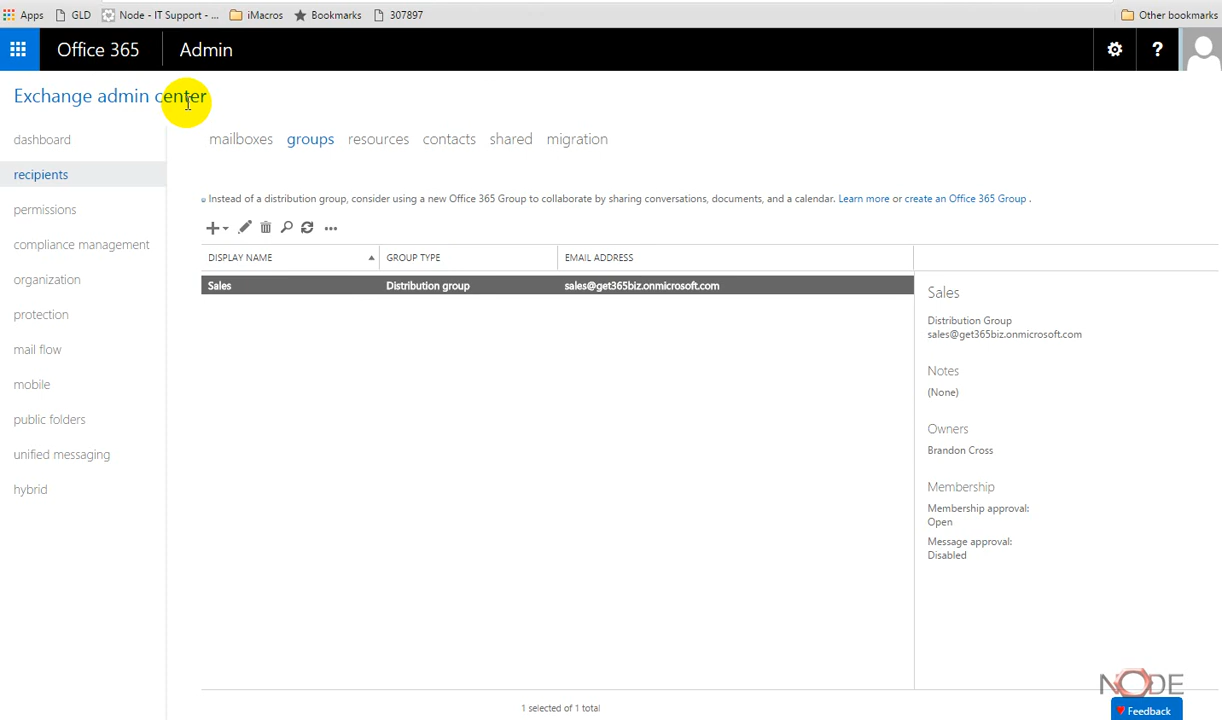 Apps GLD Node - IT Support - ... iMacros Bookmarks 307897 Other bookmarks
Office 365 Admin ?
Exchange admin center
dashboard
recipients
permissions
compliance management
organization
protection
mail flow
mobile
public folders
unified messaging
hybrid
mailboxes groups resources contacts shared migration
Instead of a distribution group, consider using a new Office 365 Group to collaborate by sharing conversations, documents, and a calendar. Learn more or create an Office 365 Group .
DISPLAY NAME GROUP TYPE EMAIL ADDRESS
Sales Distribution group sales@get365biz.onmicrosoft.com
Sales
Distribution Group
sales@get365biz.onmicrosoft.com
Notes
(None)
Owners
Brandon Cross
Membership
Membership approval:
Open
Message approval:
Disabled
1 selected of 1 total
NODE
Feedback